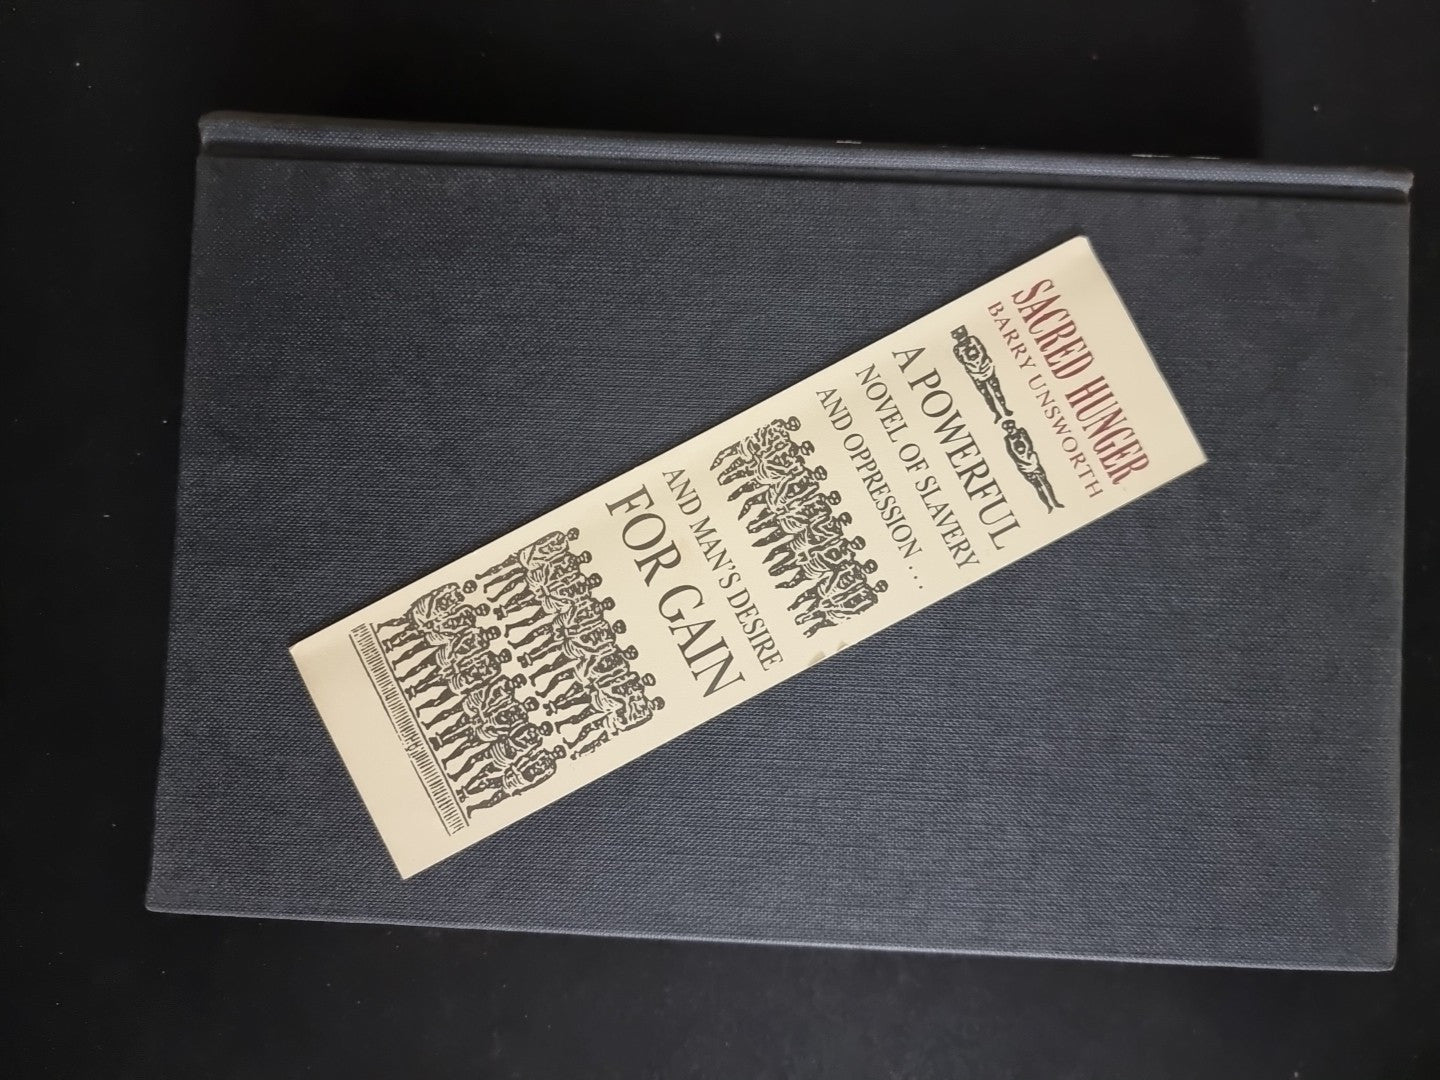 SACRED HUNGER
BARRY UNSWORTH
A POWERFUL
NOVEL OF SLAVERY
AND OPPRESSION ...
AND MAN'S DESIRE
FOR GAIN